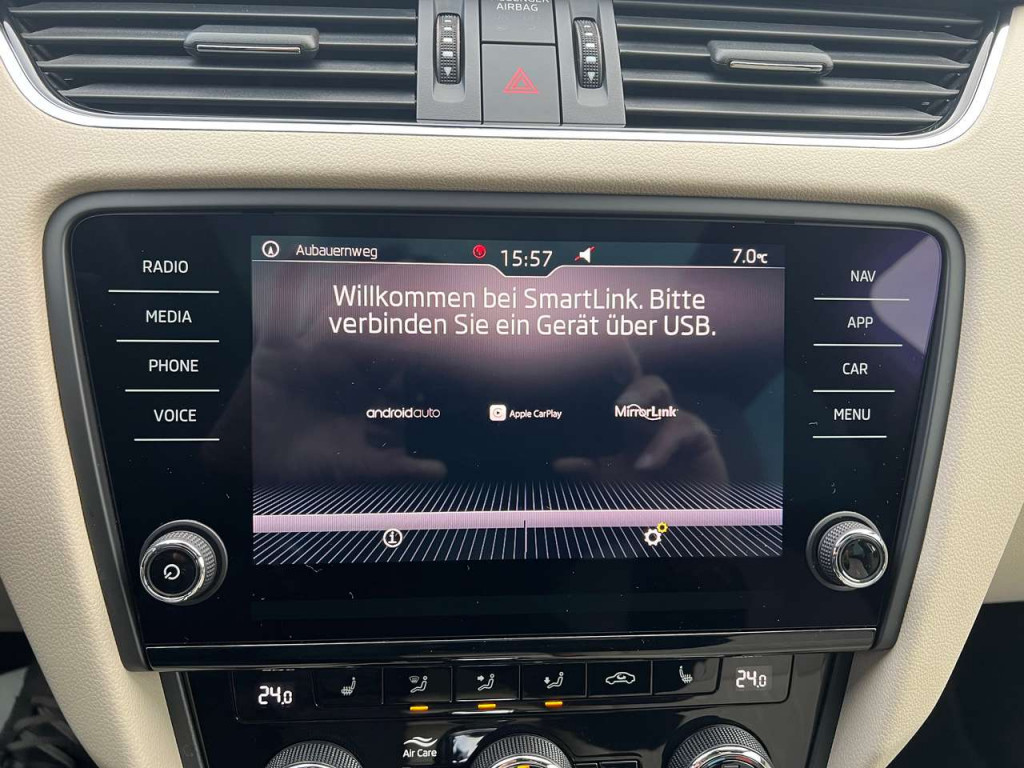 AIRBAG
Aubauernweg
15:57
7.0°C
Willkommen bei SmartLink. Bitte
verbinden Sie ein Gerät über USB.
androidauto
Apple CarPlay
MirrorLink
RADIO
MEDIA
PHONE
VOICE
NAV
APP
CAR
MENU
24.0
24.0
Air Care